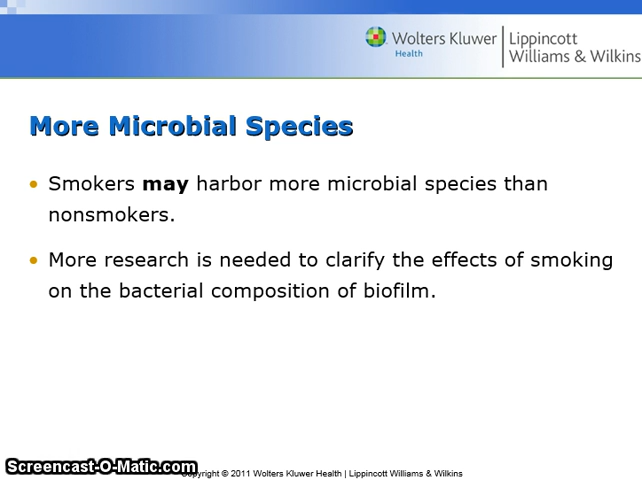 Wolters Kluwer
Health
Lippincott
Williams & Wilkins
More Microbial Species
• Smokers may harbor more microbial species than
nonsmokers.
• More research is needed to clarify the effects of smoking
on the bacterial composition of biofilm.
Screencast-O-Matic.com
opyright © 2011 Wolters Kluwer Health | Lippincott Williams & Wilkins